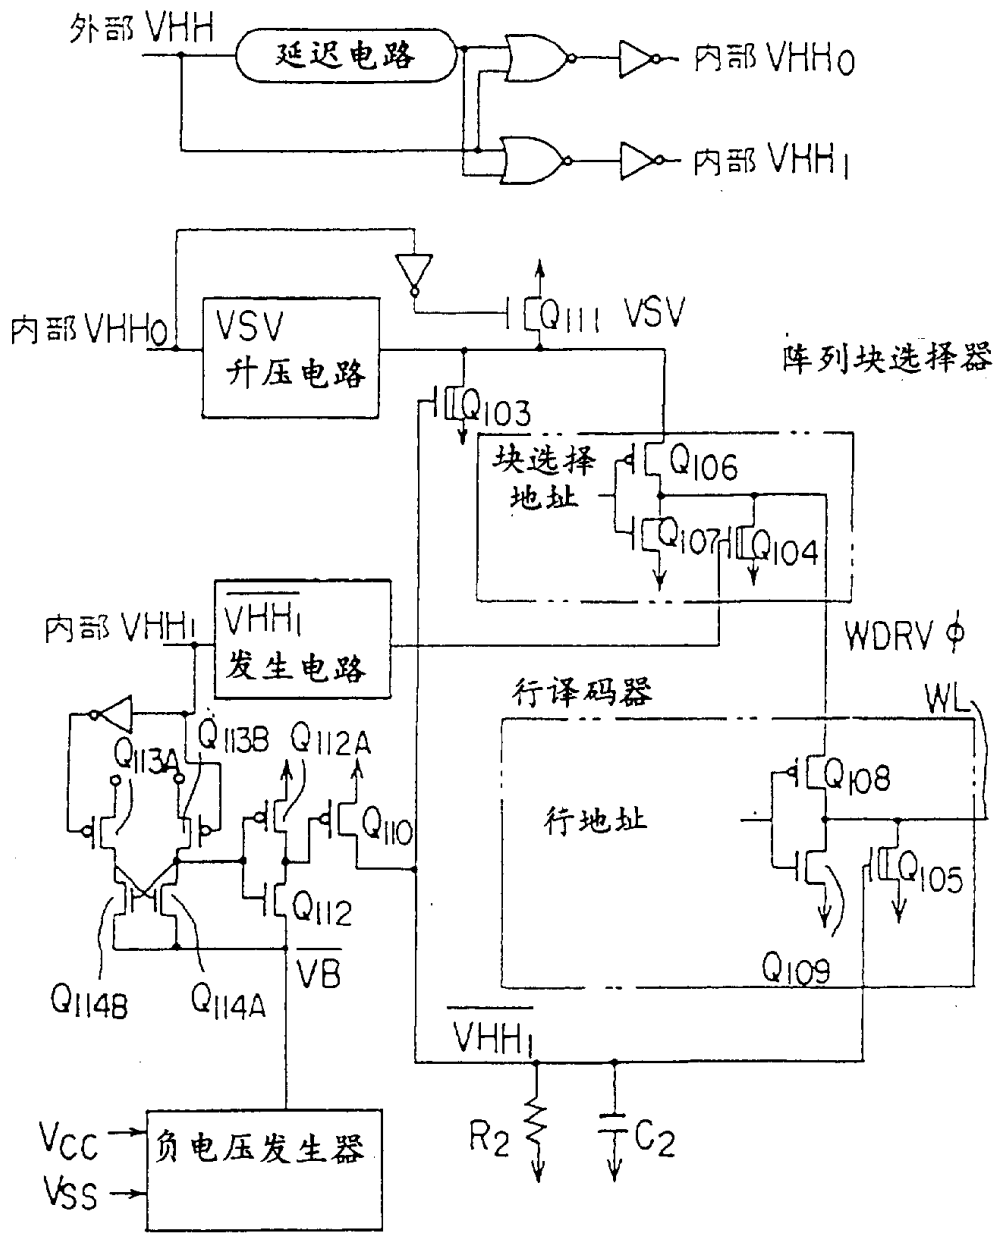 外部 VHH
延迟电路
内部 VHH0
内部 VHH1
内部 VHH0
VSV
升压电路
Q111
VSV
阵列块选择器
Q103
块选择
地址
Q106
Q107
Q104
内部 VHH1
VHH1
发生电路
WDRV ϕ
行译码器
WL
Q113A
Q113B
Q112A
Q110
行地址
Q108
Q105
Q112
VB
Q109
Q114B
Q114A
VHH1
R2
C2
VCC
VSS
负电压发生器